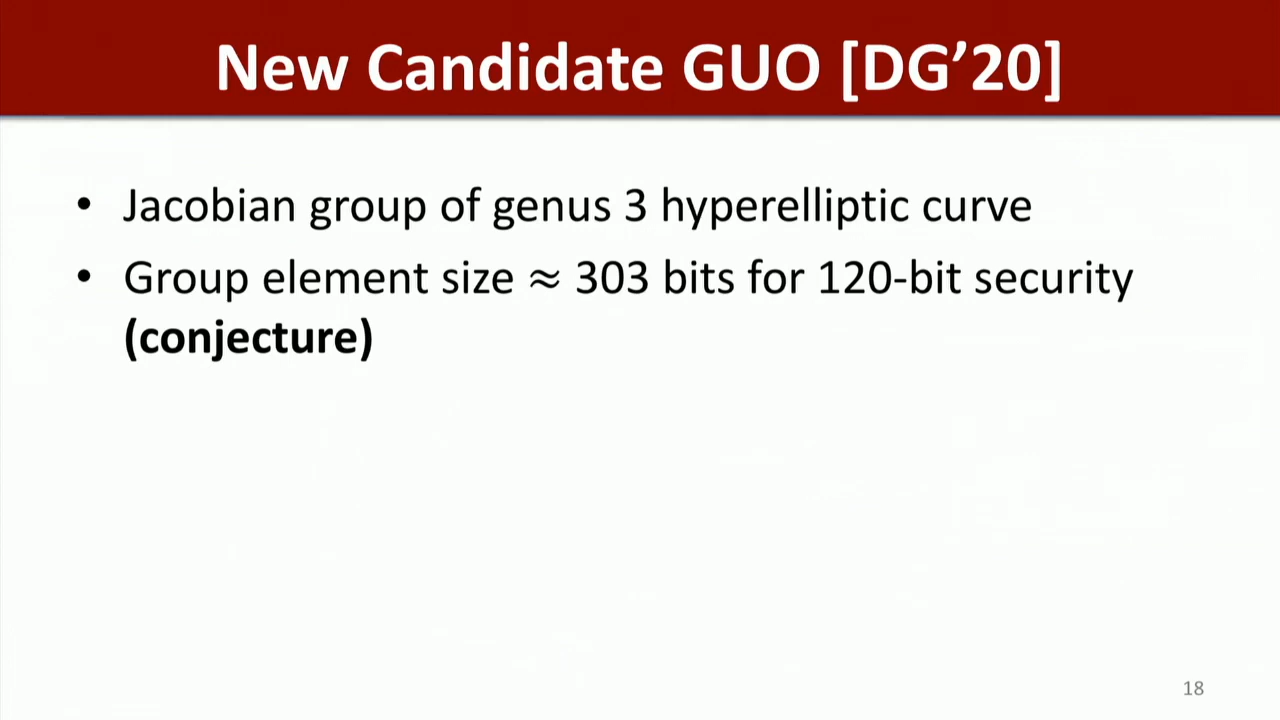 New Candidate GUO [DG’20]
• Jacobian group of genus 3 hyperelliptic curve
• Group element size ≈ 303 bits for 120-bit security
(conjecture)
18